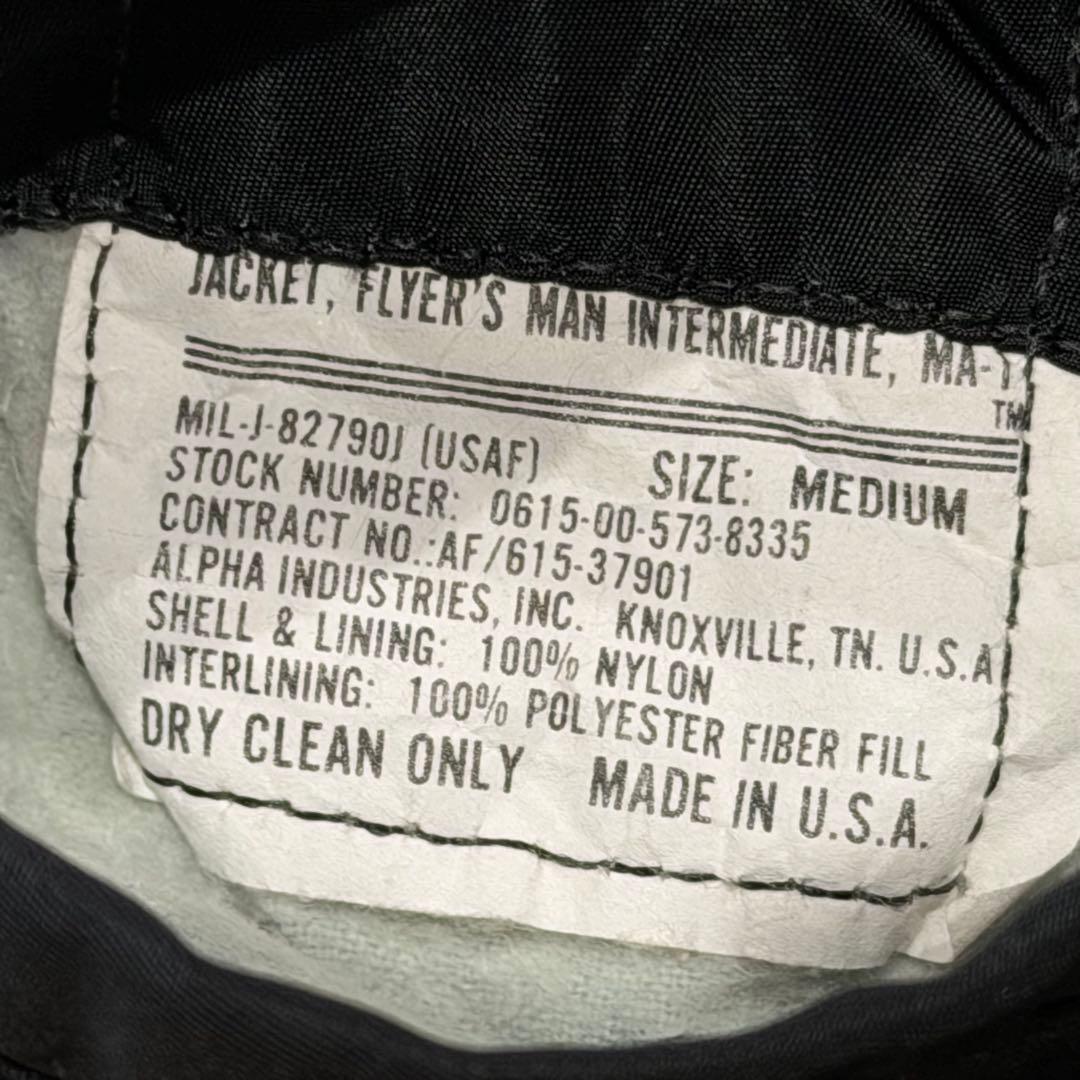 JACKET, FLYER'S MAN INTERMEDIATE, MA-1
TM
MIL-J-82790J (USAF) SIZE: MEDIUM
STOCK NUMBER: 0615-00-573-8335
CONTRACT NO.:AF/615-37901
ALPHA INDUSTRIES, INC. KNOXVILLE, TN. U.S.A
SHELL & LINING: 100% NYLON
INTERLINING: 100% POLYESTER FIBER FILL
DRY CLEAN ONLY MADE IN U.S.A.